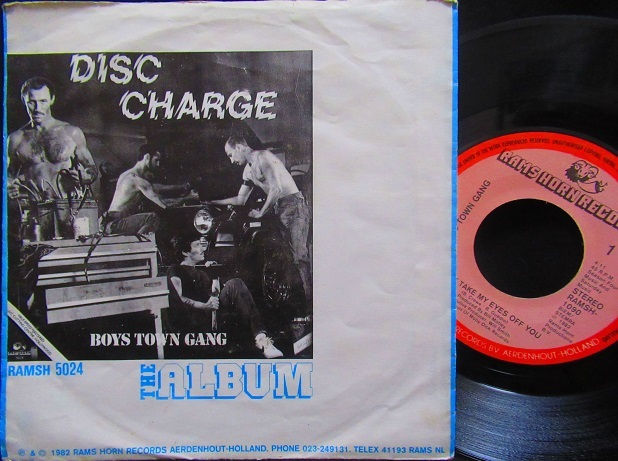 DISC
CHARGE
BOYS TOWN GANG
RAMSH 5024
THE ALBUM
℗ & © 1982 RAMS HORN RECORDS AERDENHOUT-HOLLAND. PHONE 023-249131. TELEX 41193 RAMS NL
RAMS HORN RECO
TOWN GANG
1
STEREO
RAMSH-
1090
TAKE MY EYES OFF YOU
RECORDS BV AERDENHOUT-HOLLAND